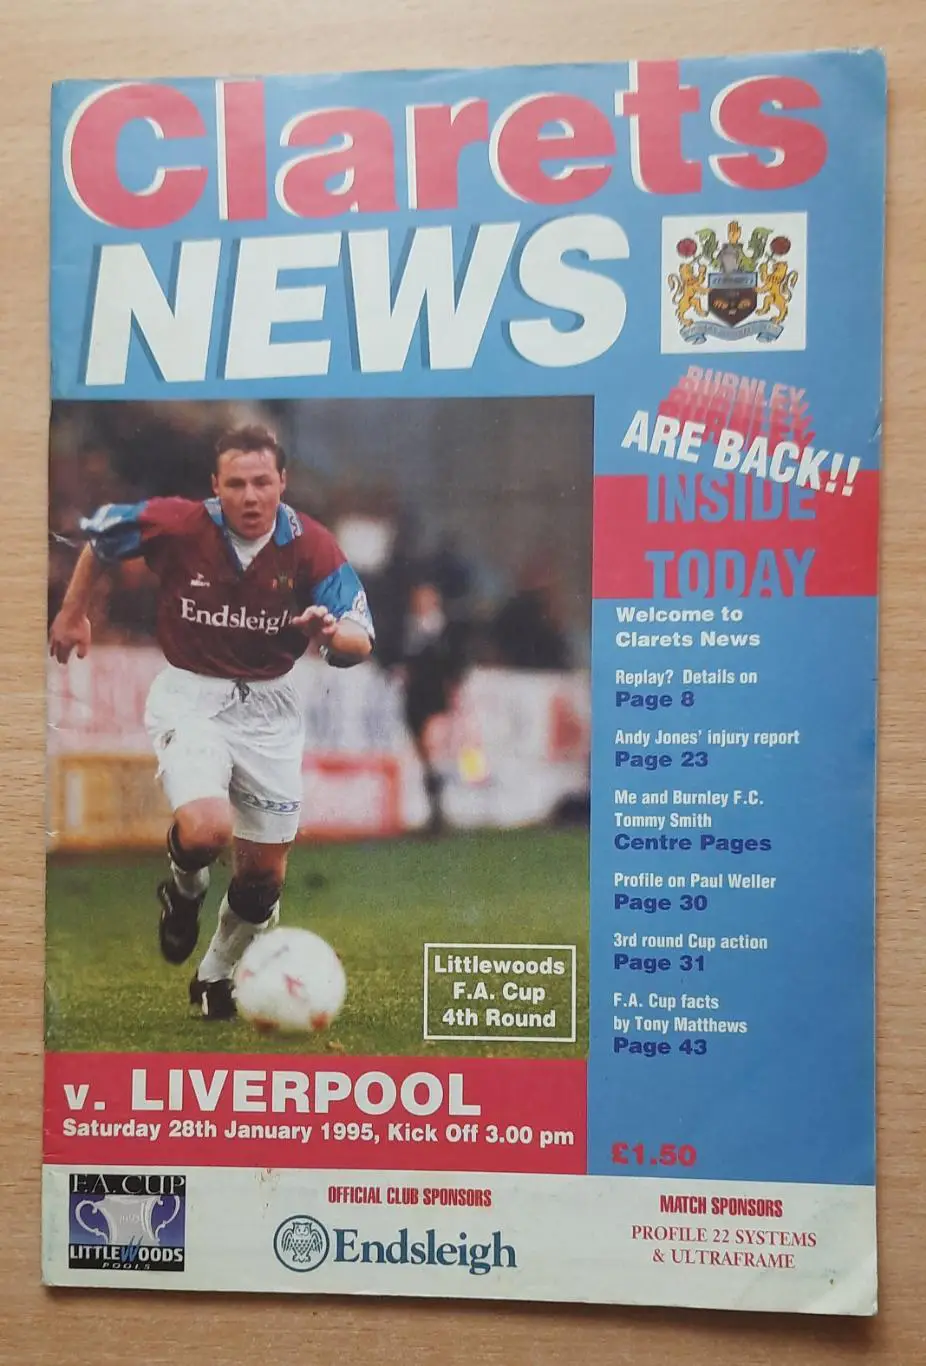 Clarets
NEWS
BURNLEY
BURNLEY
ARE BACK!!
INSIDE
TODAY
Welcome to
Clarets News
Replay? Details on
Page 8
Andy Jones' injury report
Page 23
Me and Burnley F.C.
Tommy Smith
Centre Pages
Profile on Paul Weller
Page 30
3rd round Cup action
Page 31
F.A. Cup facts
by Tony Matthews
Page 43
£1.50
Endsleigh
Littlewoods
F.A. Cup
4th Round
v. LIVERPOOL
Saturday 28th January 1995, Kick Off 3.00 pm
F.A. CUP
LITTLEWOODS
POOLS
OFFICIAL CLUB SPONSORS
Endsleigh
MATCH SPONSORS
PROFILE 22 SYSTEMS
& ULTRAFRAME